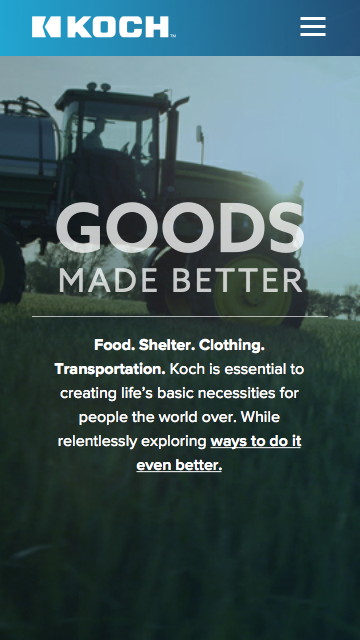 KOCH™
GOODS
MADE BETTER
Food. Shelter. Clothing.
Transportation. Koch is essential to
creating life's basic necessities for
people the world over. While
relentlessly exploring ways to do it
even better.